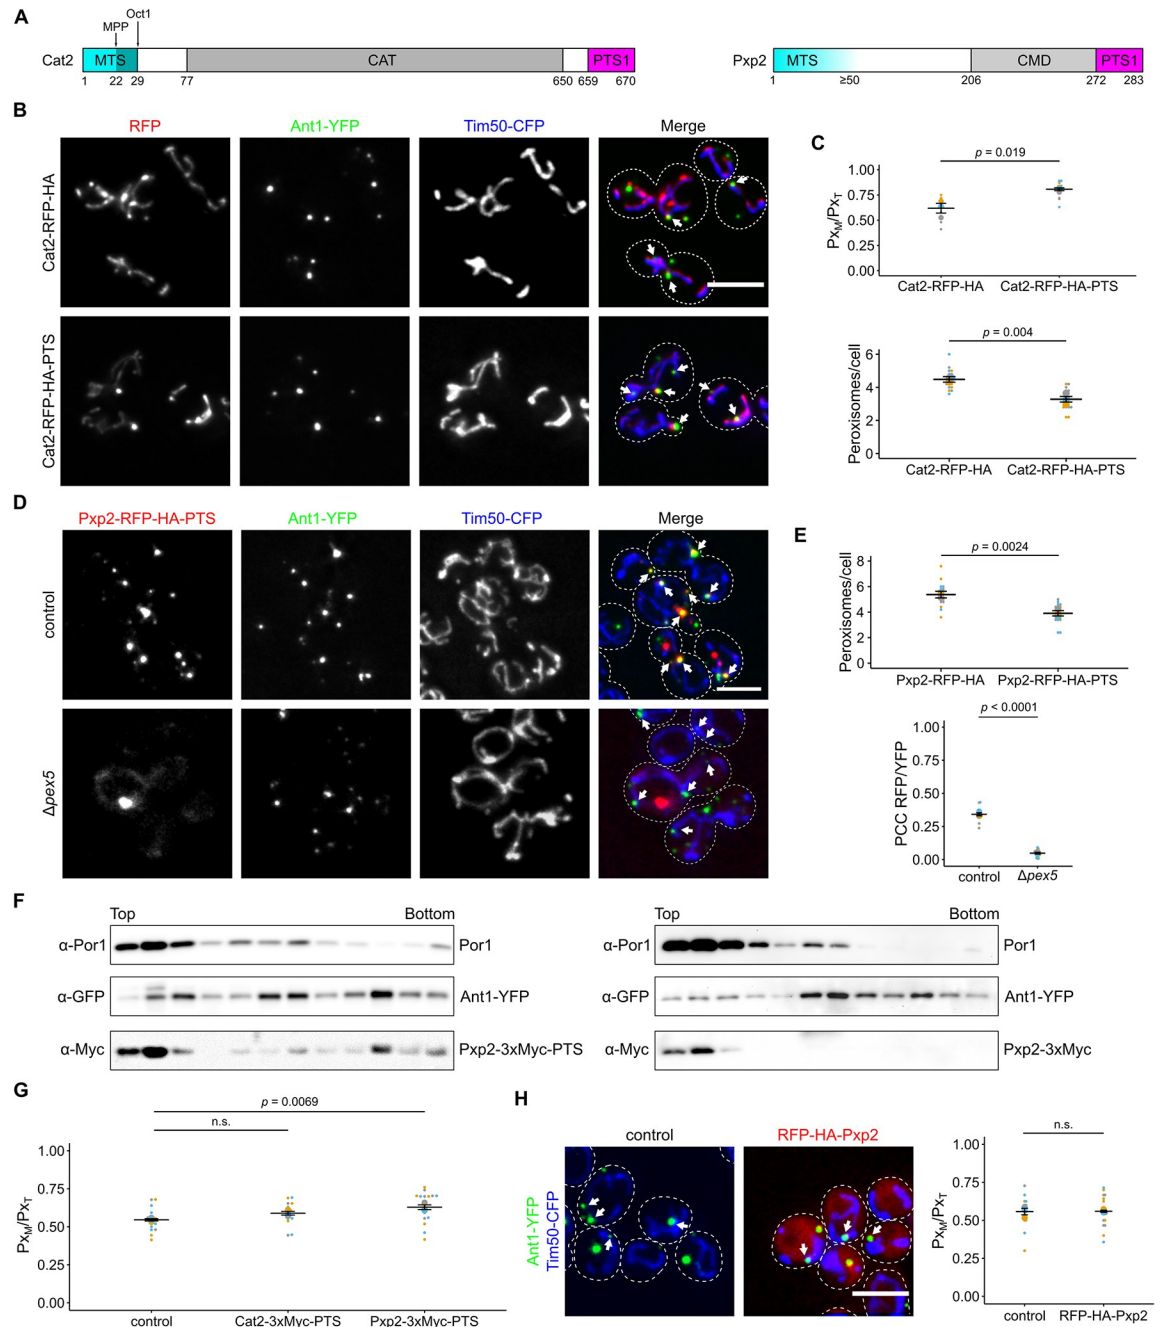 A
MPP
Oct1
Cat2
MTS
CAT
PTS1
1
22
29
77
650
659
670
Pxp2
MTS
CMD
PTS1
1
≥50
206
272
283
B
RFP
Ant1-YFP
Tim50-CFP
Merge
Cat2-RFP-HA
Cat2-RFP-HA-PTS
C
p = 0.019
1.00
0.75
0.50
0.25
0.00
PxM/PxT
Cat2-RFP-HA
Cat2-RFP-HA-PTS
p = 0.004
6
4
2
0
Peroxisomes/cell
Cat2-RFP-HA
Cat2-RFP-HA-PTS
D
Pxp2-RFP-HA-PTS
Ant1-YFP
Tim50-CFP
Merge
control
Δpex5
E
p = 0.0024
8
6
4
2
0
Peroxisomes/cell
Pxp2-RFP-HA
Pxp2-RFP-HA-PTS
p < 0.0001
1.00
0.75
0.50
0.25
0.00
PCC RFP/YFP
control
Δpex5
F
Top
Bottom
α-Por1
Por1
α-GFP
Ant1-YFP
α-Myc
Pxp2-3xMyc-PTS
Top
Bottom
α-Por1
Por1
α-GFP
Ant1-YFP
α-Myc
Pxp2-3xMyc
G
p = 0.0069
n.s.
1.00
0.75
0.50
0.25
0.00
PxM/PxT
control
Cat2-3xMyc-PTS
Pxp2-3xMyc-PTS
H
control
RFP-HA-Pxp2
Ant1-YFP
Tim50-CFP
n.s.
1.00
0.75
0.50
0.25
0.00
PxM/PxT
control
RFP-HA-Pxp2